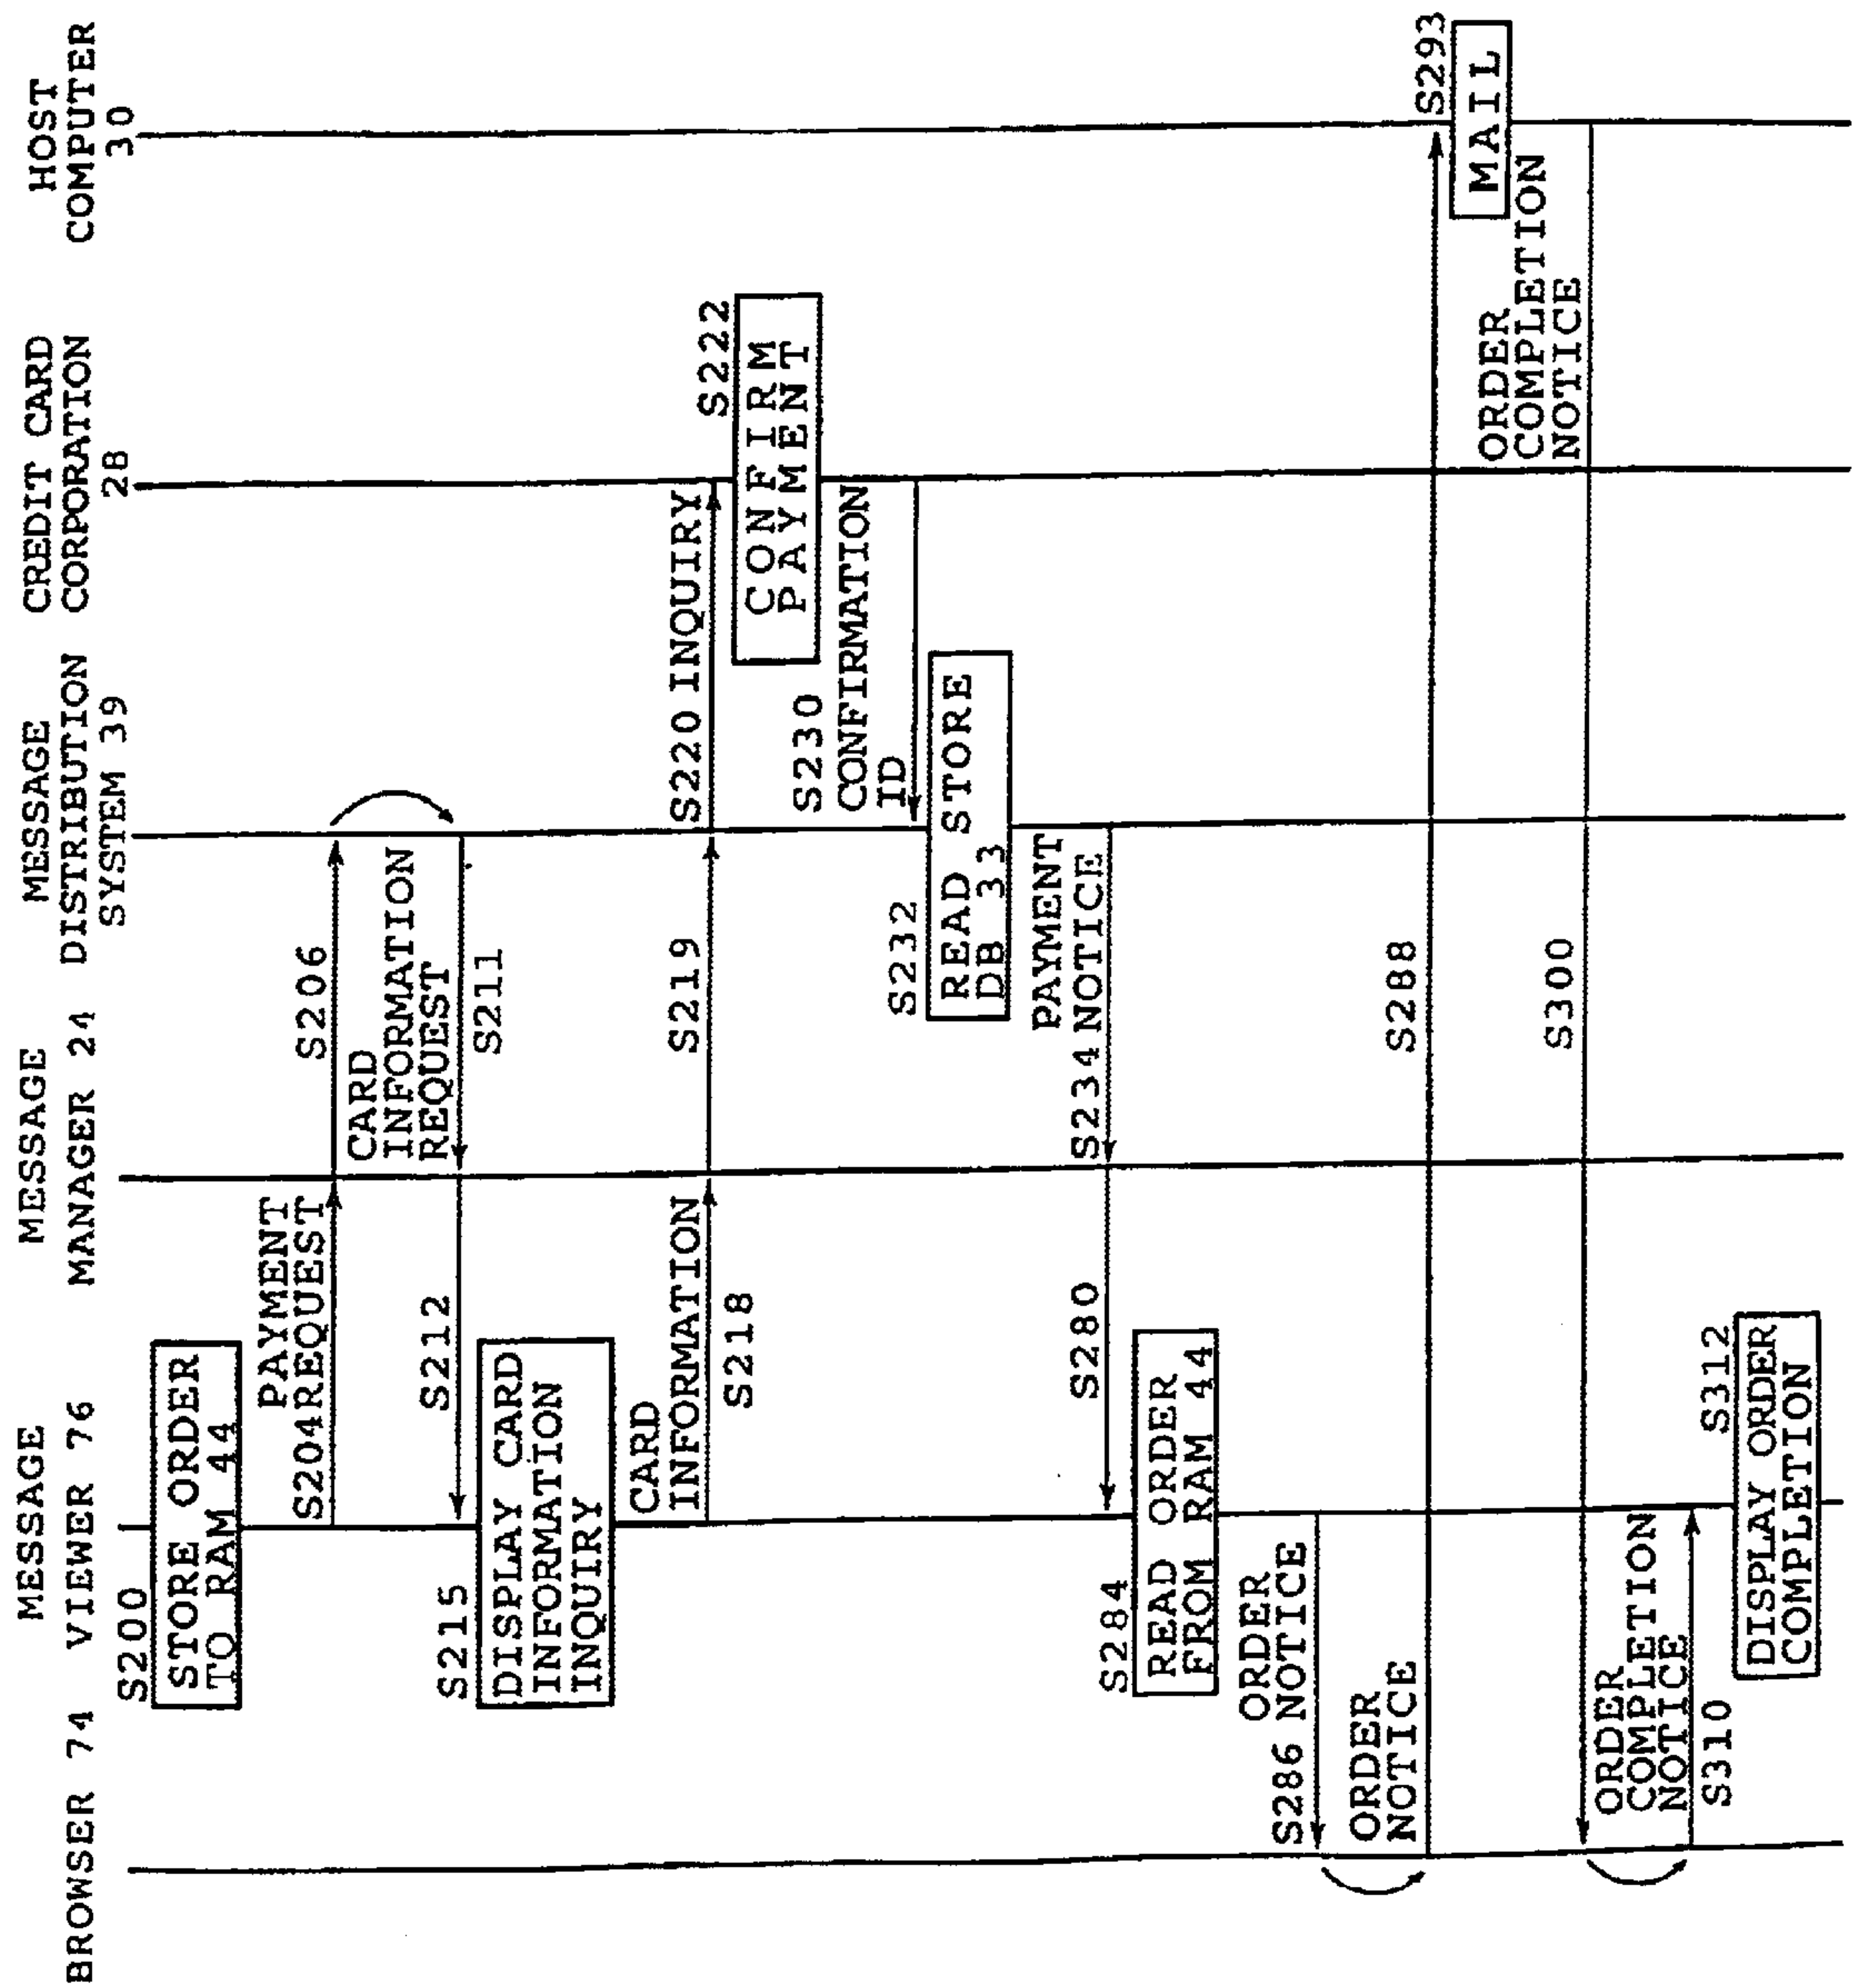 BROWSER 74
MESSAGE
VIEWER 76
MESSAGE
MANAGER 24
MESSAGE
DISTRIBUTION
SYSTEM 39
CREDIT CARD
CORPORATION
28
HOST
COMPUTER
30
S200
STORE ORDER
TO RAM 44
PAYMENT
S204REQUEST
S206
CARD
INFORMATION
REQUEST
S211
S212
S215
DISPLAY CARD
INFORMATION
INQUIRY
CARD
INFORMATION
S218
S219
S220 INQUIRY
S222
CONFIRM
PAYMENT
S230
CONFIRMATION
ID
S232
READ STORE
DB 33
PAYMENT
S234 NOTICE
S280
S284
READ ORDER
FROM RAM 44
ORDER
S286 NOTICE
ORDER
NOTICE
S288
S293
MAIL
ORDER
COMPLETION
NOTICE
S300
ORDER
COMPLETION
NOTICE
S310
S312
DISPLAY ORDER
COMPLETION